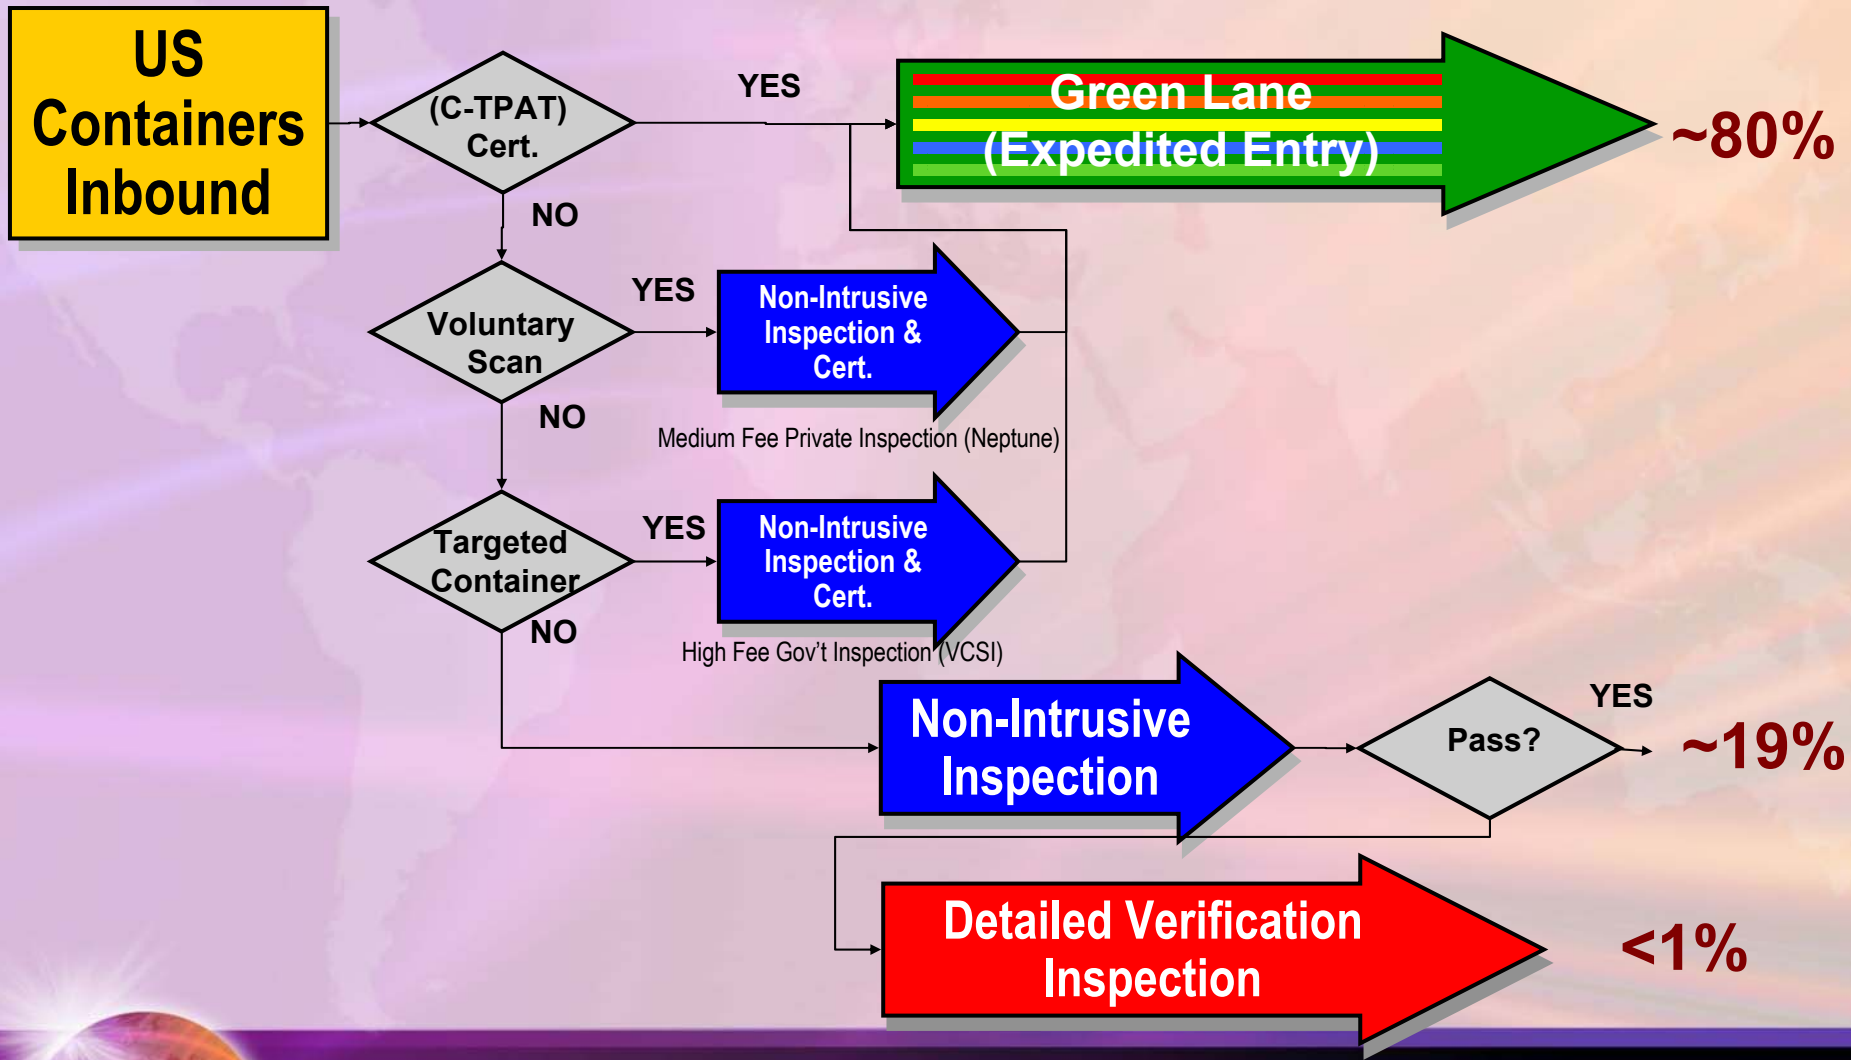 US
Containers
Inbound
(C-TPAT)
Cert.
YES
Green Lane
(Expedited Entry)
~80%
NO
Voluntary
Scan
YES
Non-Intrusive
Inspection &
Cert.
NO
Medium Fee Private Inspection (Neptune)
Targeted
Container
YES
Non-Intrusive
Inspection &
Cert.
NO
High Fee Gov't Inspection (VCSI)
Non-Intrusive
Inspection
Pass?
YES
~19%
Detailed Verification
Inspection
<1%